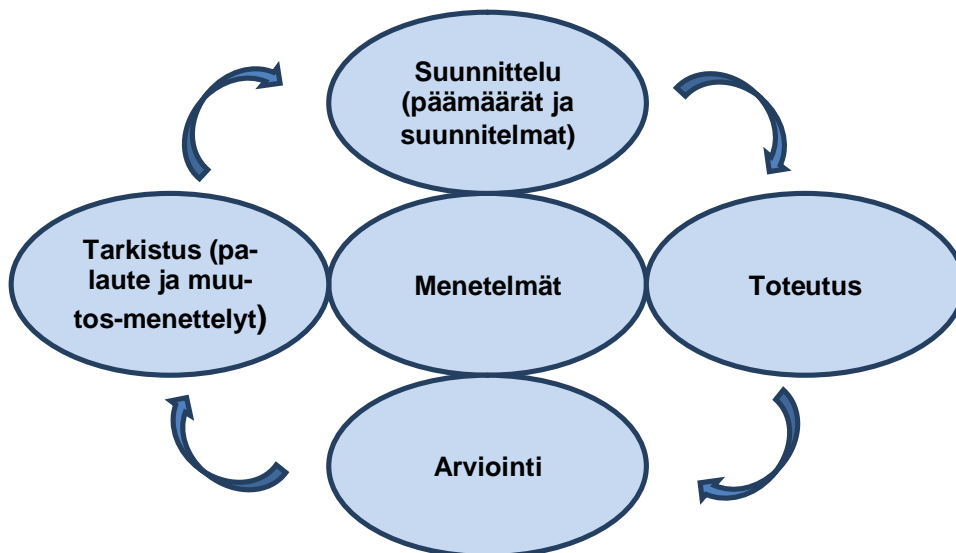 Suunnittelu
(päämäärät ja
suunnitelmat)
Tarkistus (pa-
laute ja muu-
tos-menettelyt)
Menetelmät
Toteutus
Arviointi